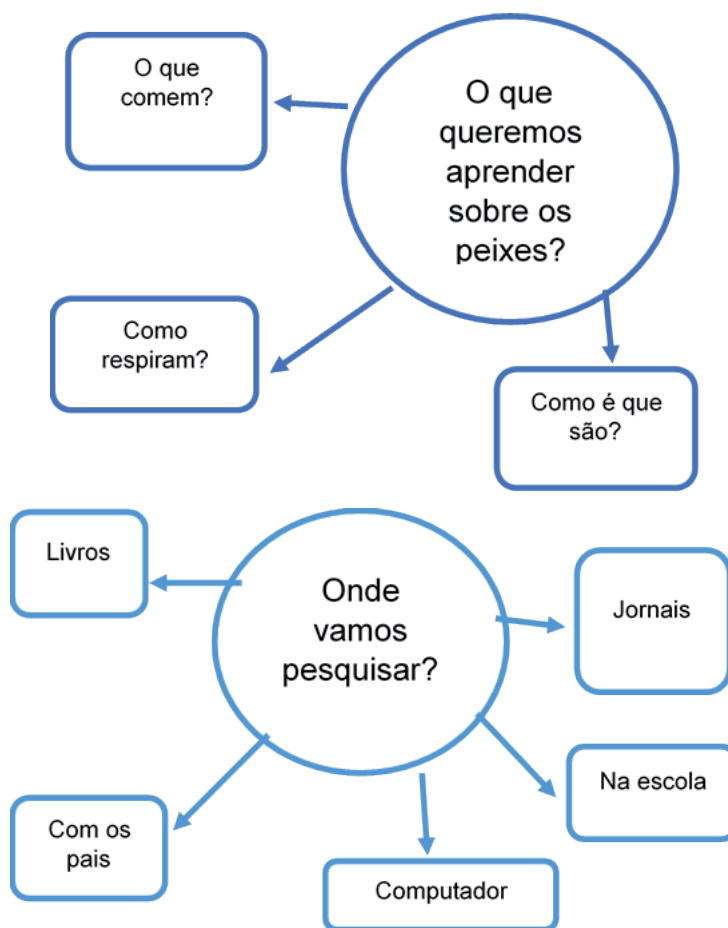 O que
comem?
O que
queremos
aprender
sobre os
peixes?
Como
respiram?
Como é que
são?
Livros
Onde
vamos
pesquisar?
Jornais
Na escola
Com os
pais
Computador